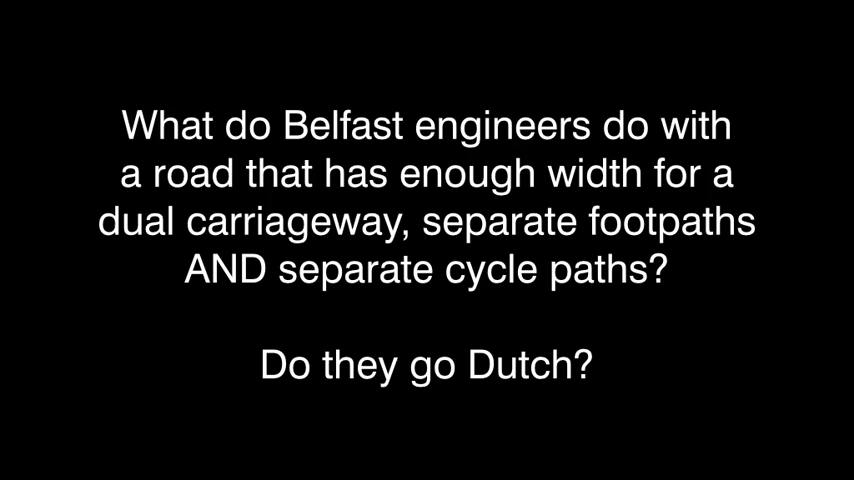 What do Belfast engineers do with
a road that has enough width for a
dual carriageway, separate footpaths
AND separate cycle paths?
Do they go Dutch?